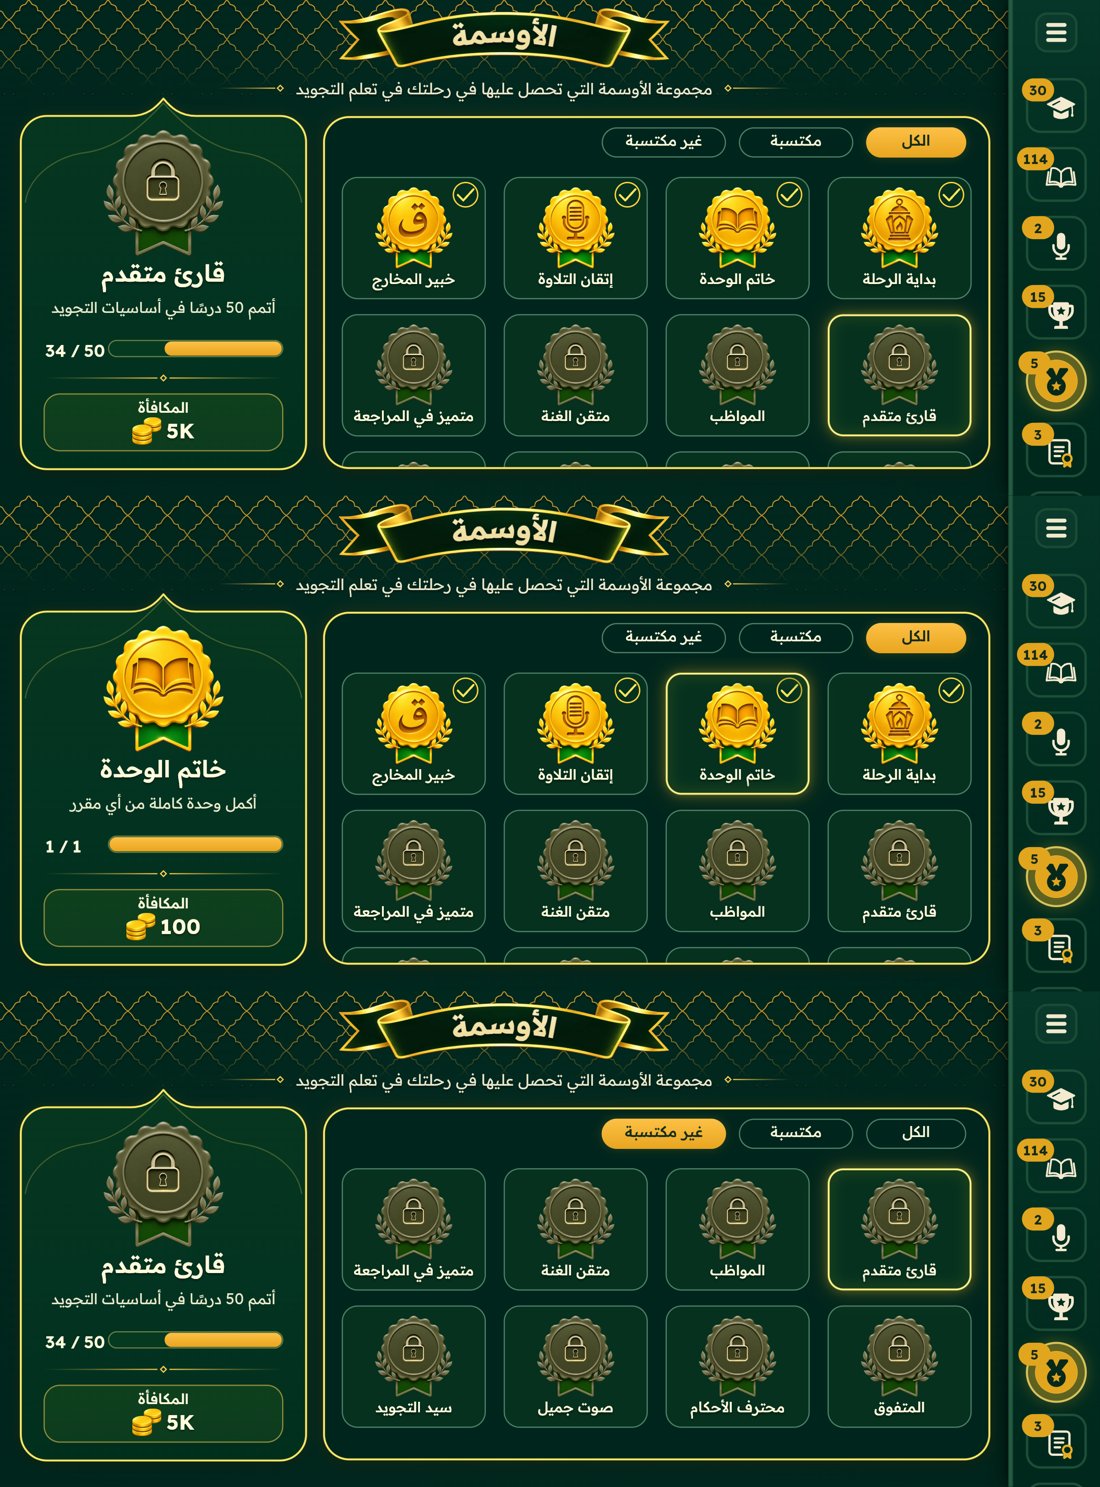 الأوسمة
مجموعة الأوسمة التي تحصل عليها في رحلتك في تعلم التجويد
الكل
مكتسبة
غير مكتسبة
بداية الرحلة
خاتم الوحدة
إتقان التلاوة
ق
خبير المخارج
قارئ متقدم
المواظب
متقن الغنة
متميز في المراجعة
قارئ متقدم
أتمم 50 درسًا في أساسيات التجويد
34 / 50
المكافأة
5K
30
114
2
15
5
3
الأوسمة
مجموعة الأوسمة التي تحصل عليها في رحلتك في تعلم التجويد
الكل
مكتسبة
غير مكتسبة
بداية الرحلة
خاتم الوحدة
إتقان التلاوة
ق
خبير المخارج
قارئ متقدم
المواظب
متقن الغنة
متميز في المراجعة
خاتم الوحدة
أكمل وحدة كاملة من أي مقرر
1 / 1
المكافأة
100
30
114
2
15
5
3
الأوسمة
مجموعة الأوسمة التي تحصل عليها في رحلتك في تعلم التجويد
الكل
مكتسبة
غير مكتسبة
قارئ متقدم
المواظب
متقن الغنة
متميز في المراجعة
المتفوق
محترف الأحكام
صوت جميل
سيد التجويد
قارئ متقدم
أتمم 50 درسًا في أساسيات التجويد
34 / 50
المكافأة
5K
30
114
2
15
5
3